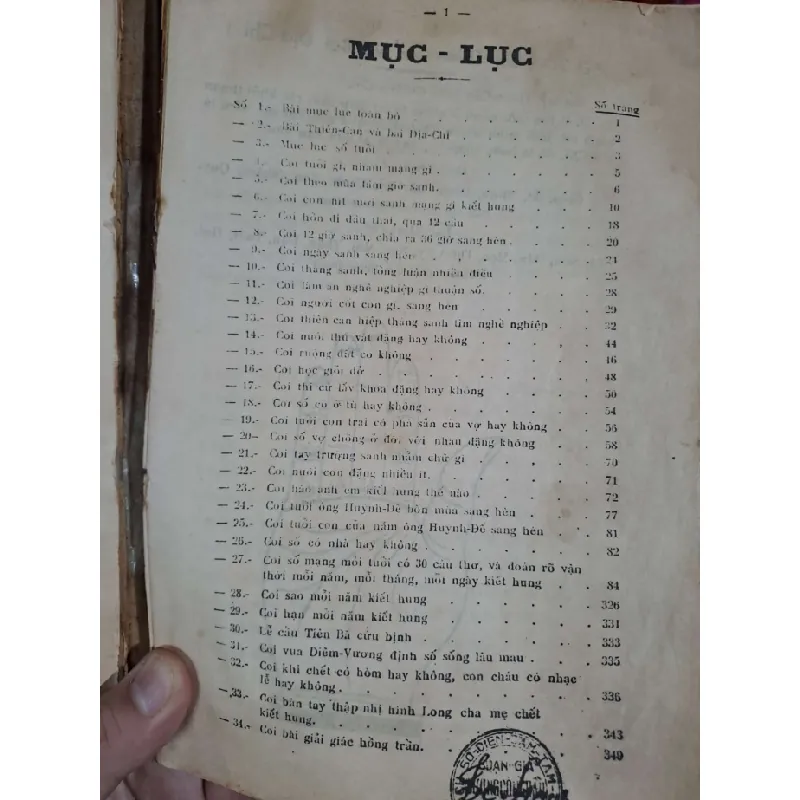 — 1 —
MỤC - LỤC
Số trang
Số 1.- Bài mục lục toàn bộ . . . . . . 1
— 2.- Bài Thiên-Can và bài Địa-Chi . . . . . 2
— 3.- Mục lục số tuổi . . . . . . 3
— Coi tuổi gì, nhằm mạng gì . . . . . . 5
— 5.- Coi theo mùa tầm giờ sanh. . . . . . 6
— 6.- Coi con nít mới sanh mạng gì kiết hung . . . . 10
— 7.- Coi hồn đi đầu thai, qua 12 cầu . . . . . 18
— 8.- Coi 12 giờ sanh, chia ra 36 giờ sang hèn . . . . 20
— 9.- Coi ngày sanh sang hèn . . . . . . 24
— 10.- Coi tháng sanh, tổng luận nhiều điều . . . . 25
— 11.- Coi làm ăn nghề nghiệp gì thuận số. . . . . 28
— 12.- Coi người cốt con gì, sang hèn . . . . . 29
— 13.- Coi thiên can hiệp tháng sanh tìm nghề nghiệp . . . 32
— 14.- Coi nuôi thú vật đặng hay không . . . . 44
— 15.- Coi ruộng đất có không . . . . . . 46
— 16.- Coi học giỏi dở . . . . . . 48
— 17.- Coi thi cử lấy khoa đặng hay không . . . . 50
— 18.- Coi số có ở tù hay không . . . . . . 54
— 19.- Coi tuổi con trai có phá sản của vợ hay không . . . 56
— 20- Coi số vợ chồng ở đời với nhau đặng không . . 58
— 21.- Coi tay trượng sanh nhằm chữ gì . . . . . 70
— 22.- Coi nuôi con đặng nhiều ít. . . . . . 71
— 23.- Coi hào anh em kiết hung thế nào . . . . . 72
— 24.- Coi tuổi ông Huỳnh-Đế bốn mùa sang hèn . . . 77
— 25.- Coi tuổi con của năm ông Huỳnh-Đế sang hèn . . 81
— 26.- Coi số có nhà hay không . . . . . . 82
— 27.- Coi số mạng mỗi tuổi có 30 câu thơ, và đoán rõ vận
thời mỗi năm, mỗi tháng, mỗi ngày kiết hung . . . 84
— 28.- Coi sao mỗi năm kiết hung . . . . . . 326
— 29.- Coi hạn mỗi năm kiết hung . . . . . . 331
— 30.- Lễ cầu Tiên Bà cứu bịnh . . . . . . 333
— 31.- Coi vua Diêm-Vương định số sống lâu mau . . . 335
— 32.- Coi khi chết có hòm hay không, con cháu có nhạc
lễ hay không . . . . . . 336
— 33.- Coi bàn tay thập nhị hình Long cha mẹ chết
kiết hung. . . . . . 343
— 34.- Coi bài giải giác hồng trần. . . . . 349
ĐOÁN GIẢ